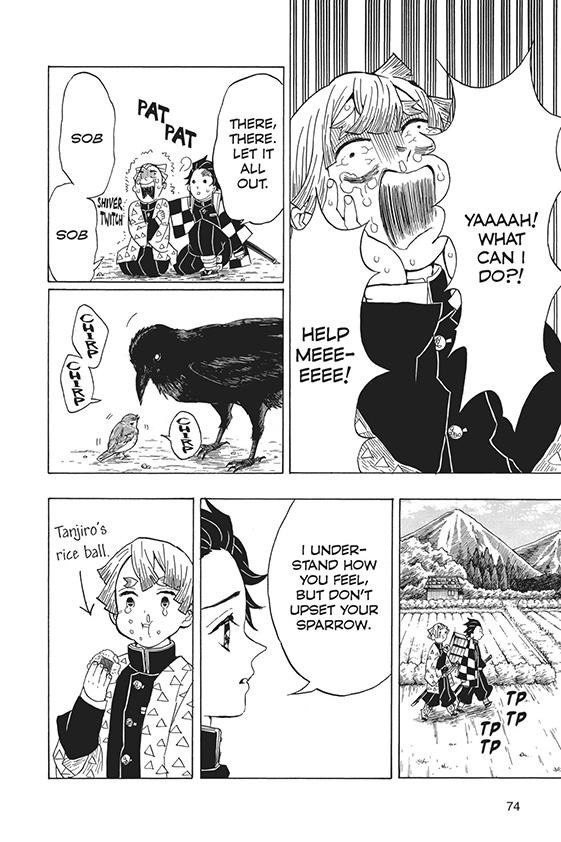 YAAAAH!
WHAT
CAN I
DO?!
HELP
MEEE-
EEEE!
THERE,
THERE.
LET IT
ALL
OUT.
PAT
PAT
SOB
SHIVER
TWITCH
SOB
CHIRP
CHIRP
CHIRP
TP
TP
TP
TP
I UNDER-
STAND HOW
YOU FEEL,
BUT DON'T
UPSET YOUR
SPARROW.
Tanjiro's
rice ball.
74